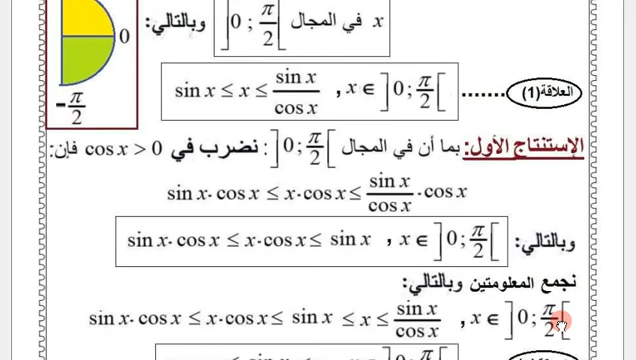 x في المجال ]0 ; π/2[ وبالتالي:
0
-π/2
sin x ≤ x ≤ sin x / cos x , x ∈ ]0 ; π/2[ ........ العلاقة(1)
الإستنتاج الأول: بما أن في المجال ]0 ; π/2[ : نضرب في cos x > 0 فإن:
sin x · cos x ≤ x · cos x ≤ sin x / cos x · cos x
وبالتالي: sin x · cos x ≤ x · cos x ≤ sin x , x ∈ ]0 ; π/2[
نجمع المعلومتين وبالتالي:
sin x · cos x ≤ x · cos x ≤ sin x ≤ x ≤ sin x / cos x , x ∈ ]0 ; π/2[